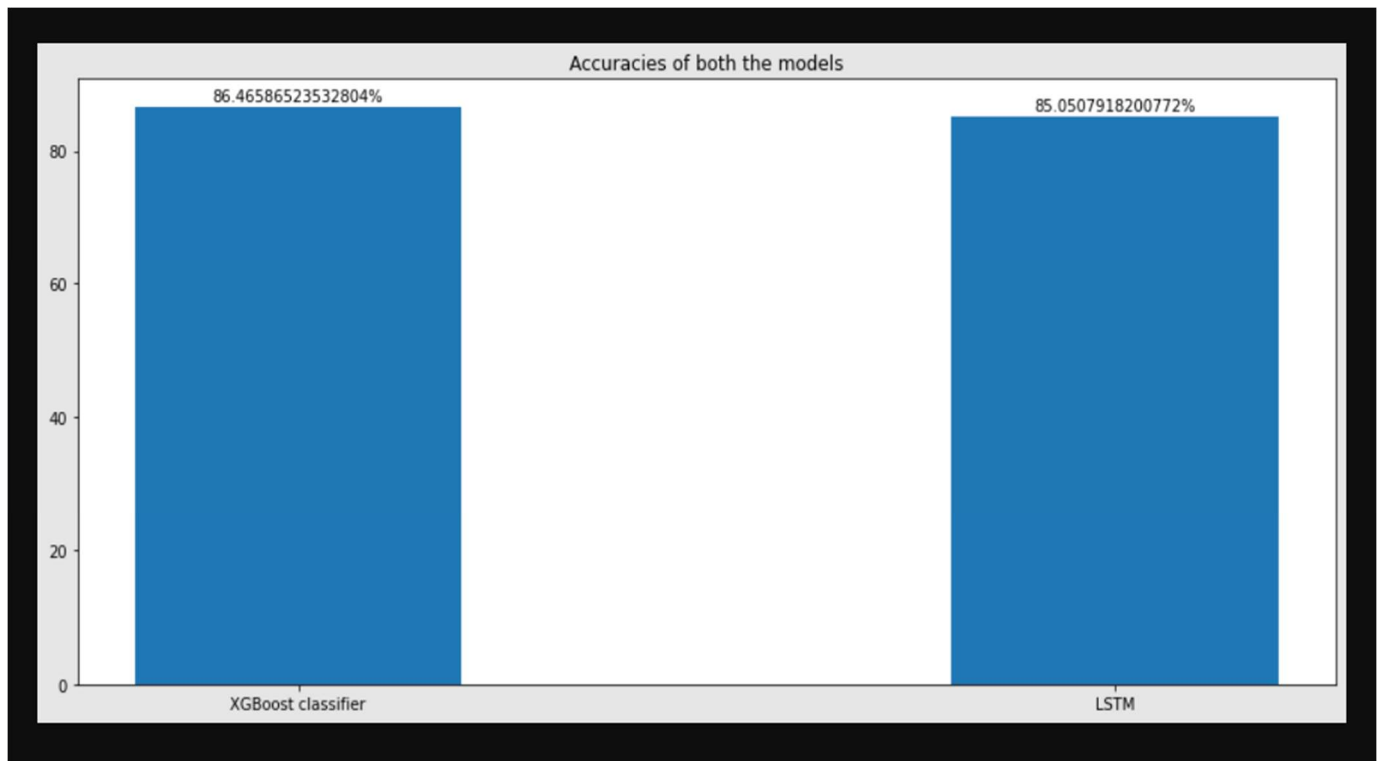 Accuracies of both the models
86.46586523532804%
85.0507918200772%
80
60
40
20
0
XGBoost classifier
LSTM